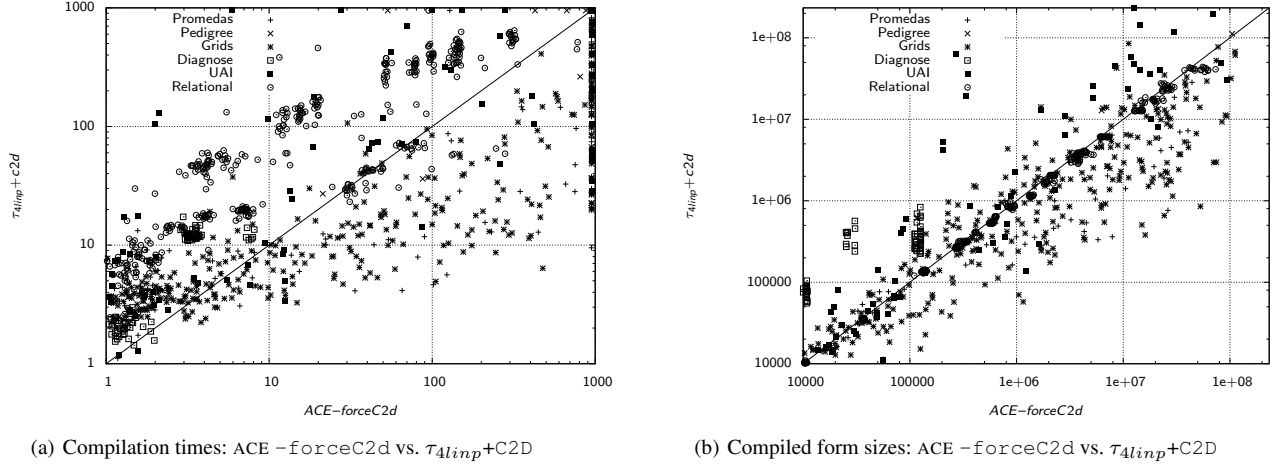 1000
100
10
1
1
10
100
1000
τ4linp+c2d
ACE−forceC2d
Promedas
Pedigree
Grids
Diagnose
UAI
Relational
(a) Compilation times: ACE −forceC2d vs. τ4linp+C2D
1e+08
1e+07
1e+06
100000
10000
10000
100000
1e+06
1e+07
1e+08
τ4linp+c2d
ACE−forceC2d
Promedas
Pedigree
Grids
Diagnose
UAI
Relational
(b) Compiled form sizes: ACE −forceC2d vs. τ4linp+C2D